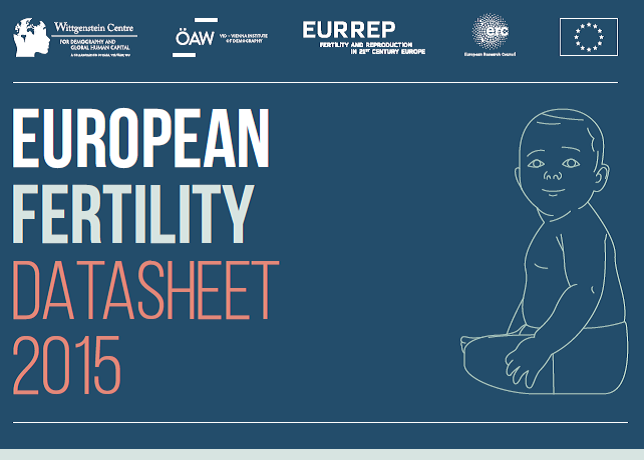 Wittgenstein Centre
FOR DEMOGRAPHY AND
GLOBAL HUMAN CAPITAL
ÖAW
VID – VIENNA INSTITUTE
OF DEMOGRAPHY
EURREP
FERTILITY AND REPRODUCTION
IN 21ST CENTURY EUROPE
erc
European Research Council
EUROPEAN
FERTILITY
DATASHEET
2015